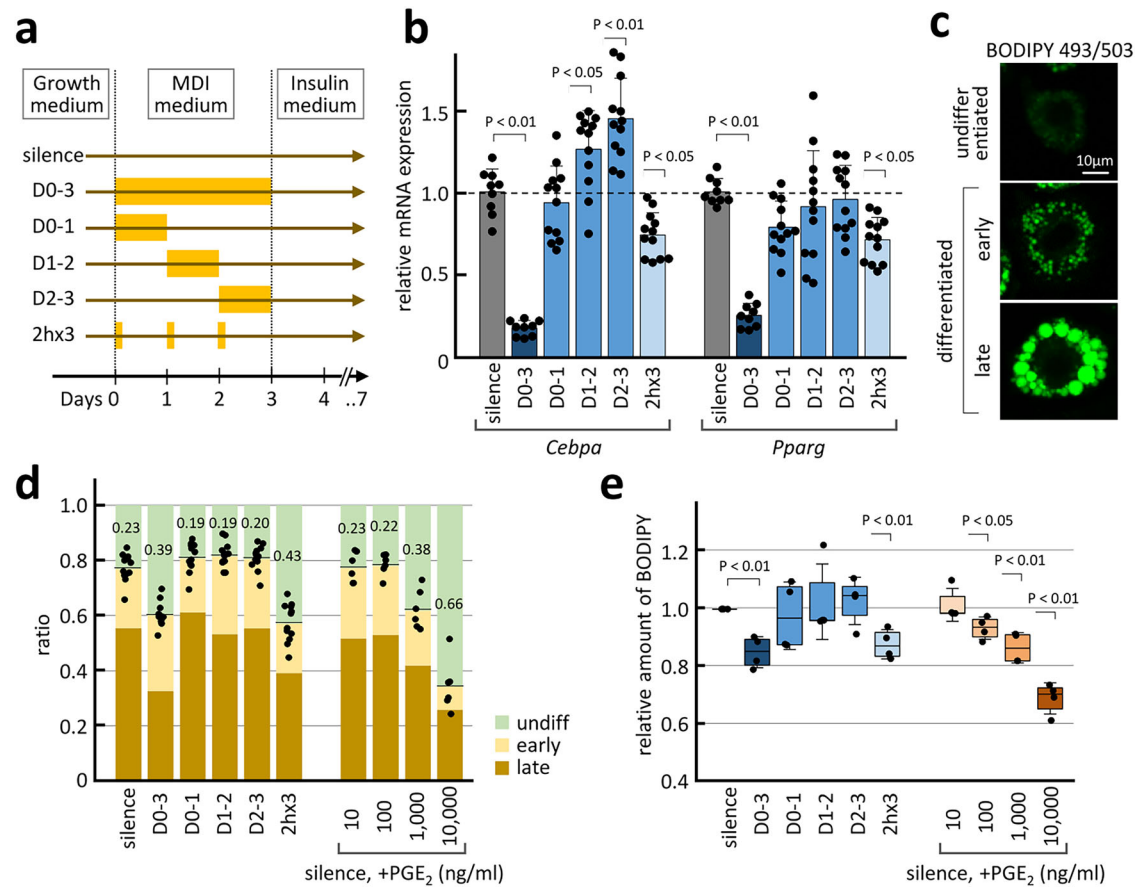 a
Growth
medium
MDI
medium
Insulin
medium
silence
D0-3
D0-1
D1-2
D2-3
2hx3
Days 0 1 2 3 4 ..7
b
relative mRNA expression
1.5
1.0
0.5
0
P < 0.01
P < 0.05
P < 0.01
P < 0.05
P < 0.01
P < 0.05
silence
D0-3
D0-1
D1-2
D2-3
2hx3
silence
D0-3
D0-1
D1-2
D2-3
2hx3
Cebpa
Pparg
c
BODIPY 493/503
undiffer
entiated
10μm
differentiated
early
late
d
ratio
1.0
0.8
0.6
0.4
0.2
0
0.23
0.39
0.19
0.19
0.20
0.43
0.23
0.22
0.38
0.66
undiff
early
late
silence
D0-3
D0-1
D1-2
D2-3
2hx3
10
100
1,000
10,000
silence, +PGE2 (ng/ml)
e
relative amount of BODIPY
1.2
1.0
0.8
0.6
0.4
P < 0.01
P < 0.01
P < 0.05
P < 0.01
P < 0.01
silence
D0-3
D0-1
D1-2
D2-3
2hx3
10
100
1,000
10,000
silence, +PGE2 (ng/ml)